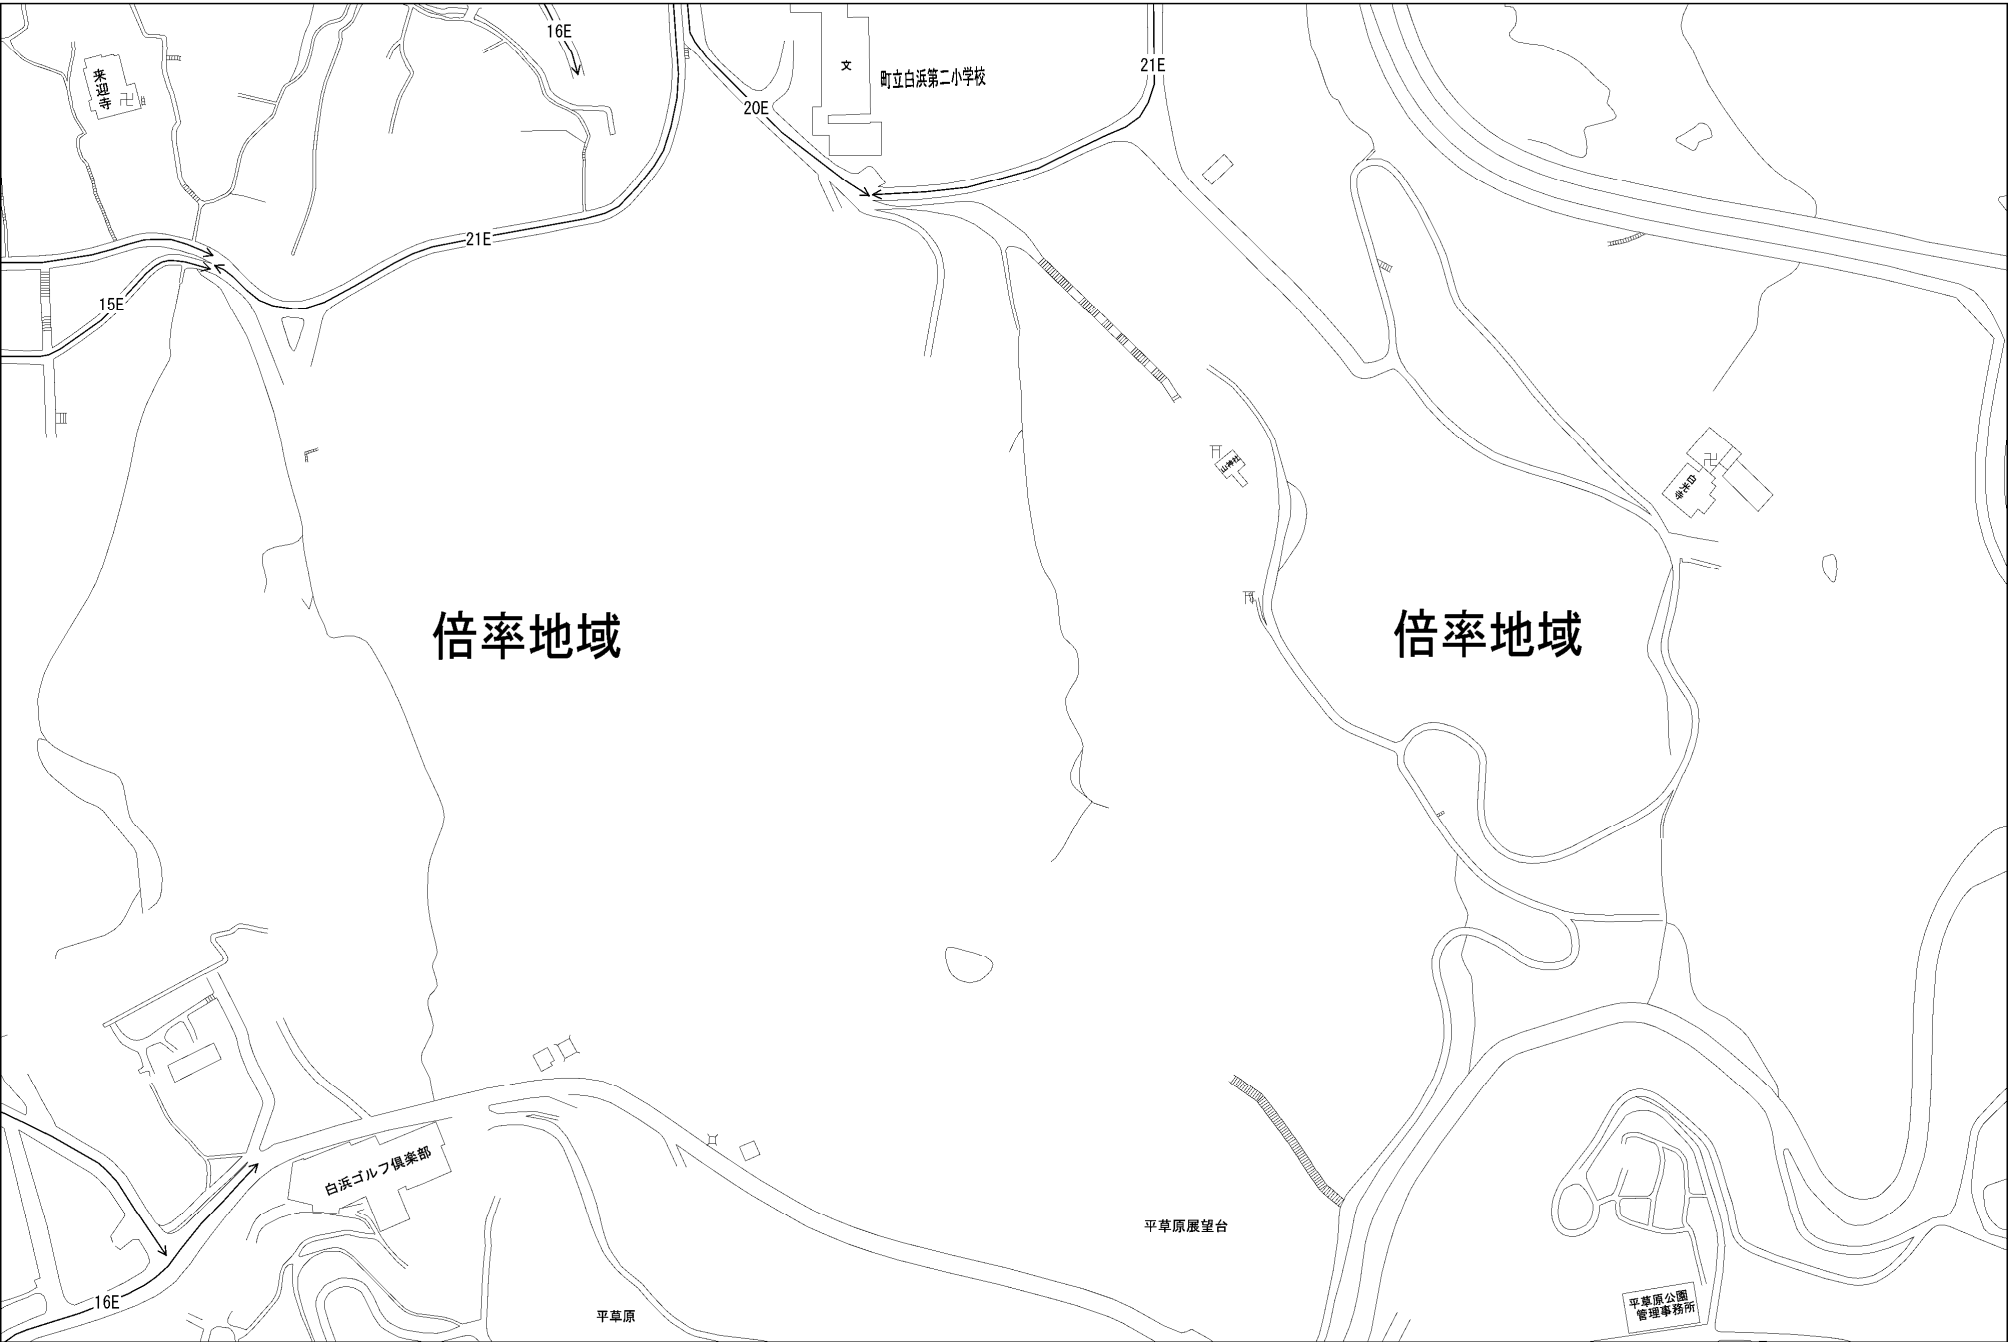 16E
21E
来迎寺
文
町立白浜第二小学校
20E
21E
15E
山神社
白光寺
倍率地域
倍率地域
白浜ゴルフ倶楽部
平草原展望台
16E
平草原
平草原公園
管理事務所